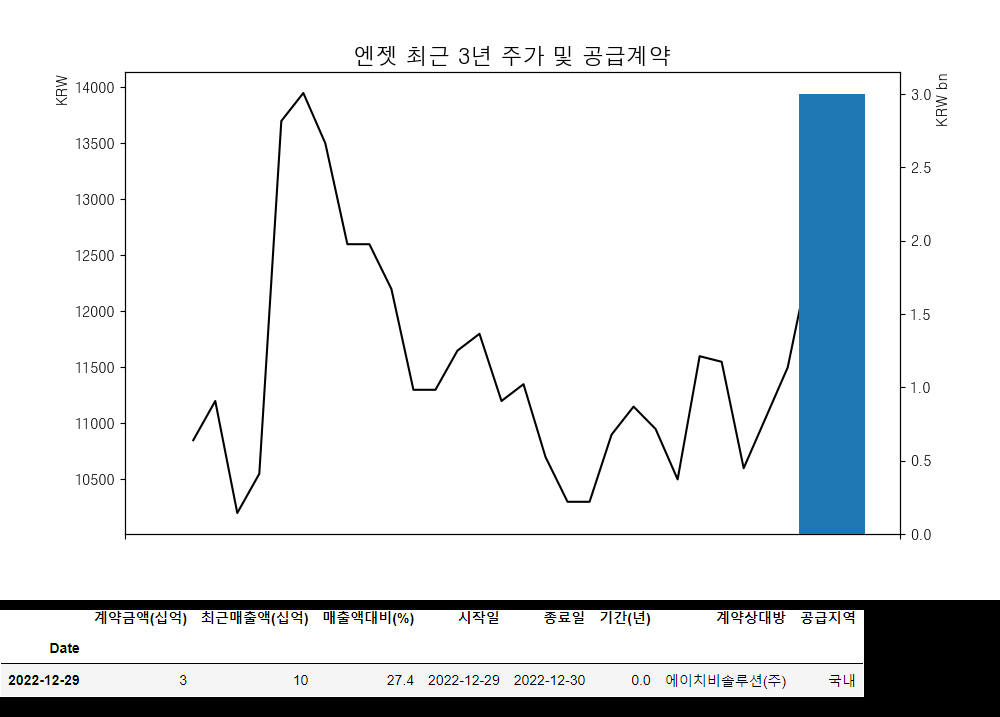 엔젯 최근 3년 주가 및 공급계약
KRW
14000
13500
13000
12500
12000
11500
11000
10500
KRW bn
3.0
2.5
2.0
1.5
1.0
0.5
0.0
계약금액(십억) 최근매출액(십억) 매출액대비(%) 시작일 종료일 기간(년) 계약상대방 공급지역
Date
2022-12-29 3 10 27.4 2022-12-29 2022-12-30 0.0 에이치비솔루션(주) 국내